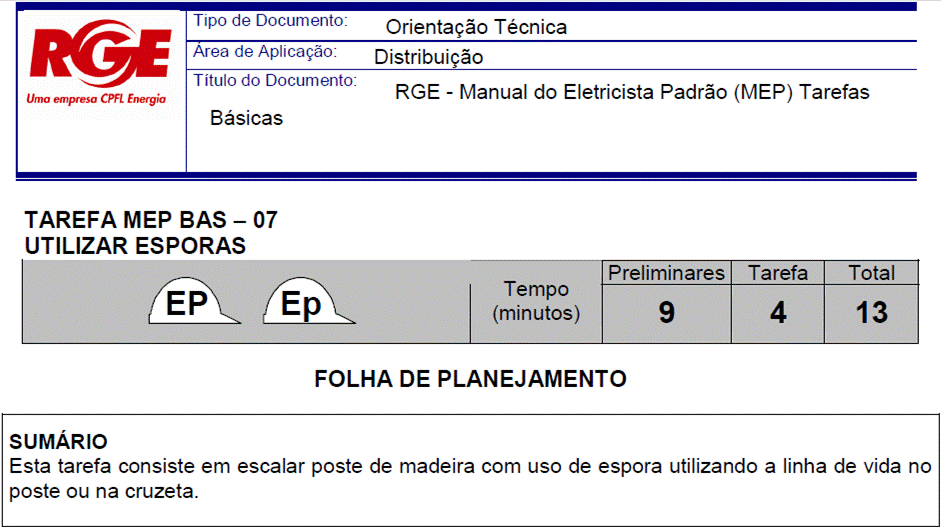 RGE
Uma empresa CPFL Energia
Tipo de Documento: Orientação Técnica
Área de Aplicação: Distribuição
Título do Documento: RGE - Manual do Eletricista Padrão (MEP) Tarefas
Básicas
TAREFA MEP BAS – 07
UTILIZAR ESPORAS
EP Ep
Tempo
(minutos)
Preliminares Tarefa Total
9 4 13
FOLHA DE PLANEJAMENTO
SUMÁRIO
Esta tarefa consiste em escalar poste de madeira com uso de espora utilizando a linha de vida no
poste ou na cruzeta.